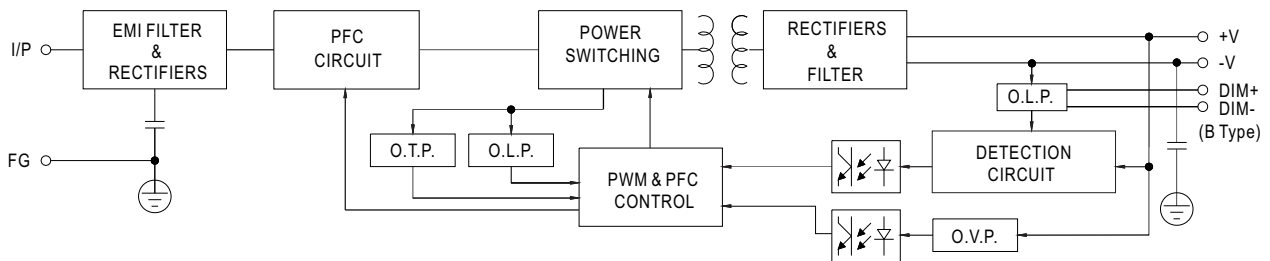 I/P
EMI FILTER
&
RECTIFIERS
PFC
CIRCUIT
POWER
SWITCHING
RECTIFIERS
&
FILTER
+V
-V
DIM+
DIM-
(B Type)
O.L.P.
O.T.P.
O.L.P.
FG
PWM & PFC
CONTROL
DETECTION
CIRCUIT
O.V.P.